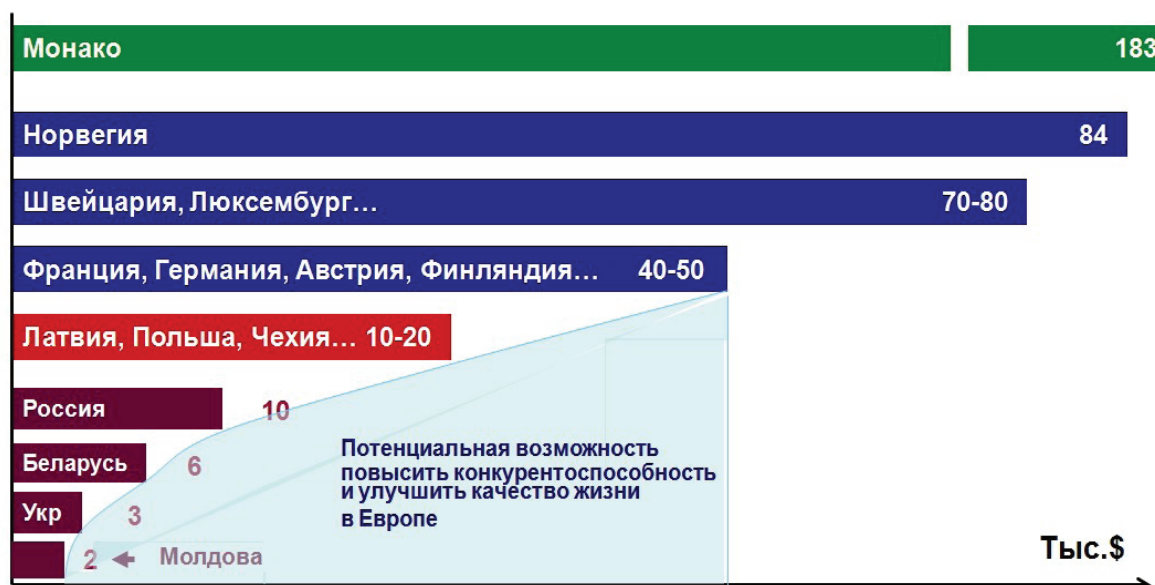 Монако 183
Норвегия 84
Швейцария, Люксембург... 70-80
Франция, Германия, Австрия, Финляндия... 40-50
Латвия, Польша, Чехия... 10-20
Россия 10
Беларусь 6
Укр 3
2 Молдова
Потенциальная возможность
повысить конкурентоспособность
и улучшить качество жизни
в Европе
Тыс.$